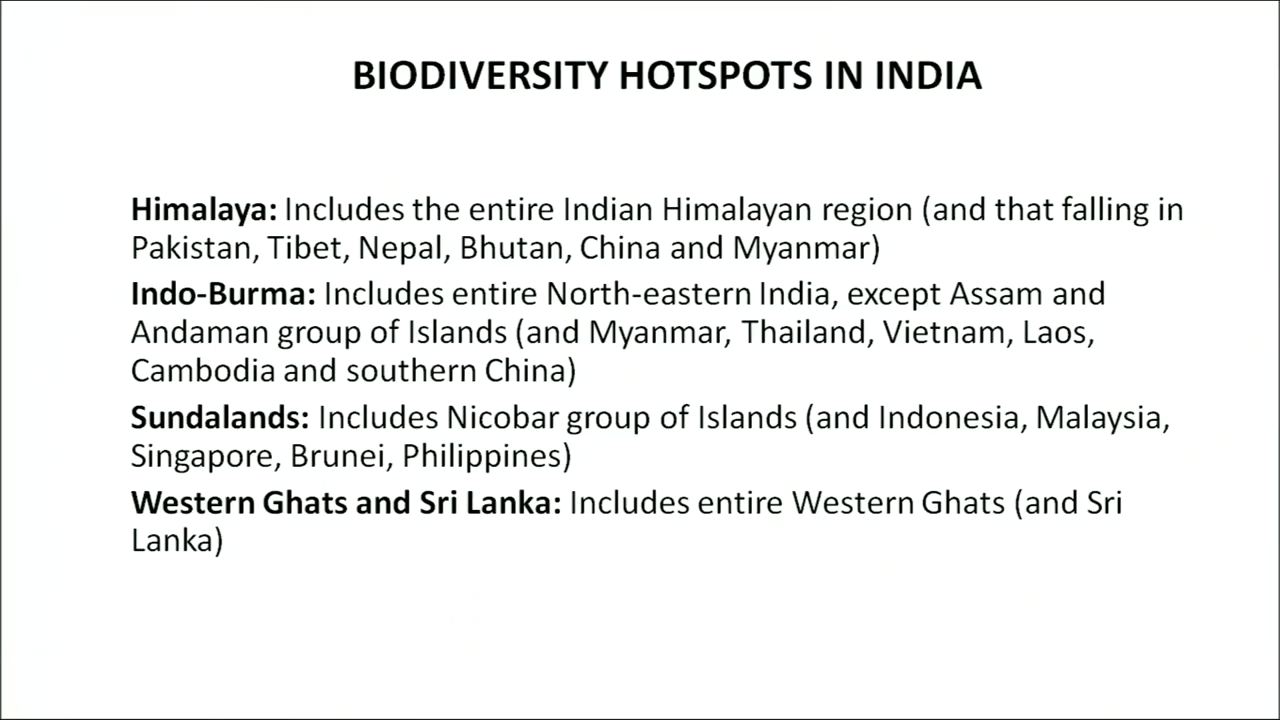 BIODIVERSITY HOTSPOTS IN INDIA
Himalaya: Includes the entire Indian Himalayan region (and that falling in
Pakistan, Tibet, Nepal, Bhutan, China and Myanmar)
Indo-Burma: Includes entire North-eastern India, except Assam and
Andaman group of Islands (and Myanmar, Thailand, Vietnam, Laos,
Cambodia and southern China)
Sundalands: Includes Nicobar group of Islands (and Indonesia, Malaysia,
Singapore, Brunei, Philippines)
Western Ghats and Sri Lanka: Includes entire Western Ghats (and Sri
Lanka)